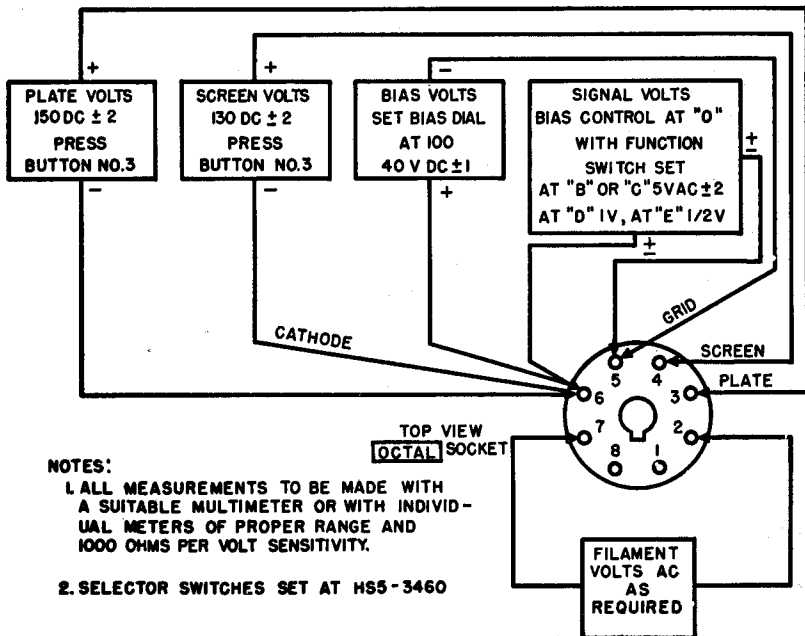 +
+
-
PLATE VOLTS
150 DC ± 2
PRESS
BUTTON NO.3
-
SCREEN VOLTS
130 DC ± 2
PRESS
BUTTON NO.3
-
BIAS VOLTS
SET BIAS DIAL
AT 100
40 V DC ± 1
+
SIGNAL VOLTS
BIAS CONTROL AT "O"
WITH FUNCTION
SWITCH SET
AT "B" OR "C" 5VAC ± 2
AT "D" 1V, AT "E" 1/2 V
±
±
CATHODE
GRID
SCREEN
PLATE
5
4
6
3
7
2
8
1
TOP VIEW
OCTAL SOCKET
NOTES:
1. ALL MEASUREMENTS TO BE MADE WITH
A SUITABLE MULTIMETER OR WITH INDIVID-
UAL METERS OF PROPER RANGE AND
1000 OHMS PER VOLT SENSITIVITY.
2. SELECTOR SWITCHES SET AT HS5-3460
FILAMENT
VOLTS AC
AS
REQUIRED